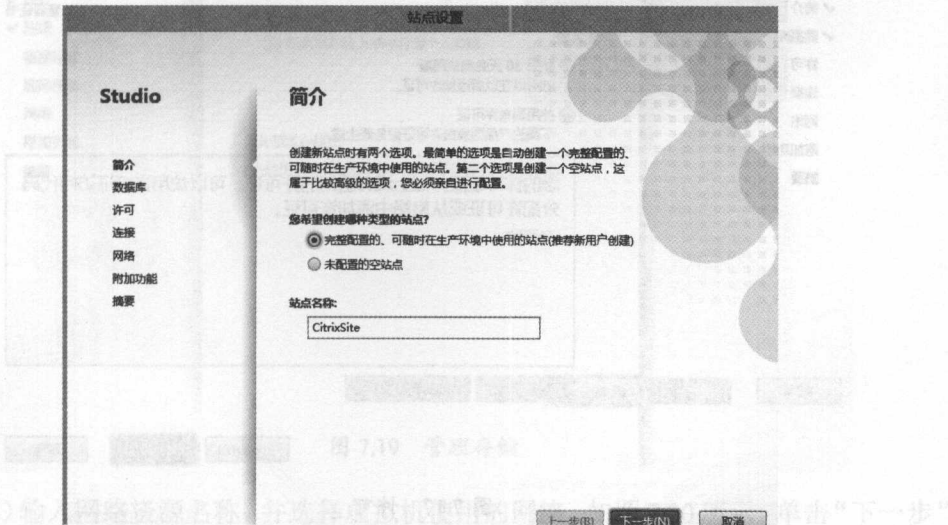 站点设置
Studio
简介
数据库
许可
连接
网络
附加功能
摘要
简介
创建新站点时有两个选项。最简单的选项是自动创建一个完整配置的、
可随时在生产环境中使用的站点。第二个选项是创建一个空站点，这
属于比较高级的选项，您必须亲自进行配置。
您希望创建哪种类型的站点?
完整配置的、可随时在生产环境中使用的站点(推荐新用户创建)
未配置的空站点
站点名称:
CitrixSite
上一步(B)
下一步(N)
取消